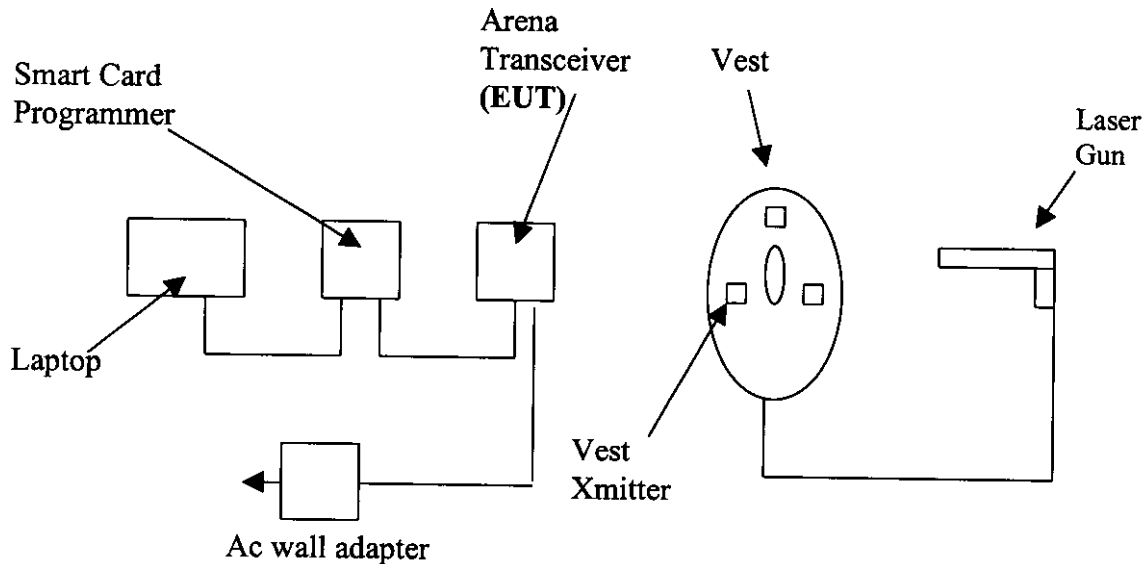 Arena
Transceiver
(EUT)
Smart Card
Programmer
Vest
Laser
Gun
Laptop
Vest
Xmitter
Ac wall adapter